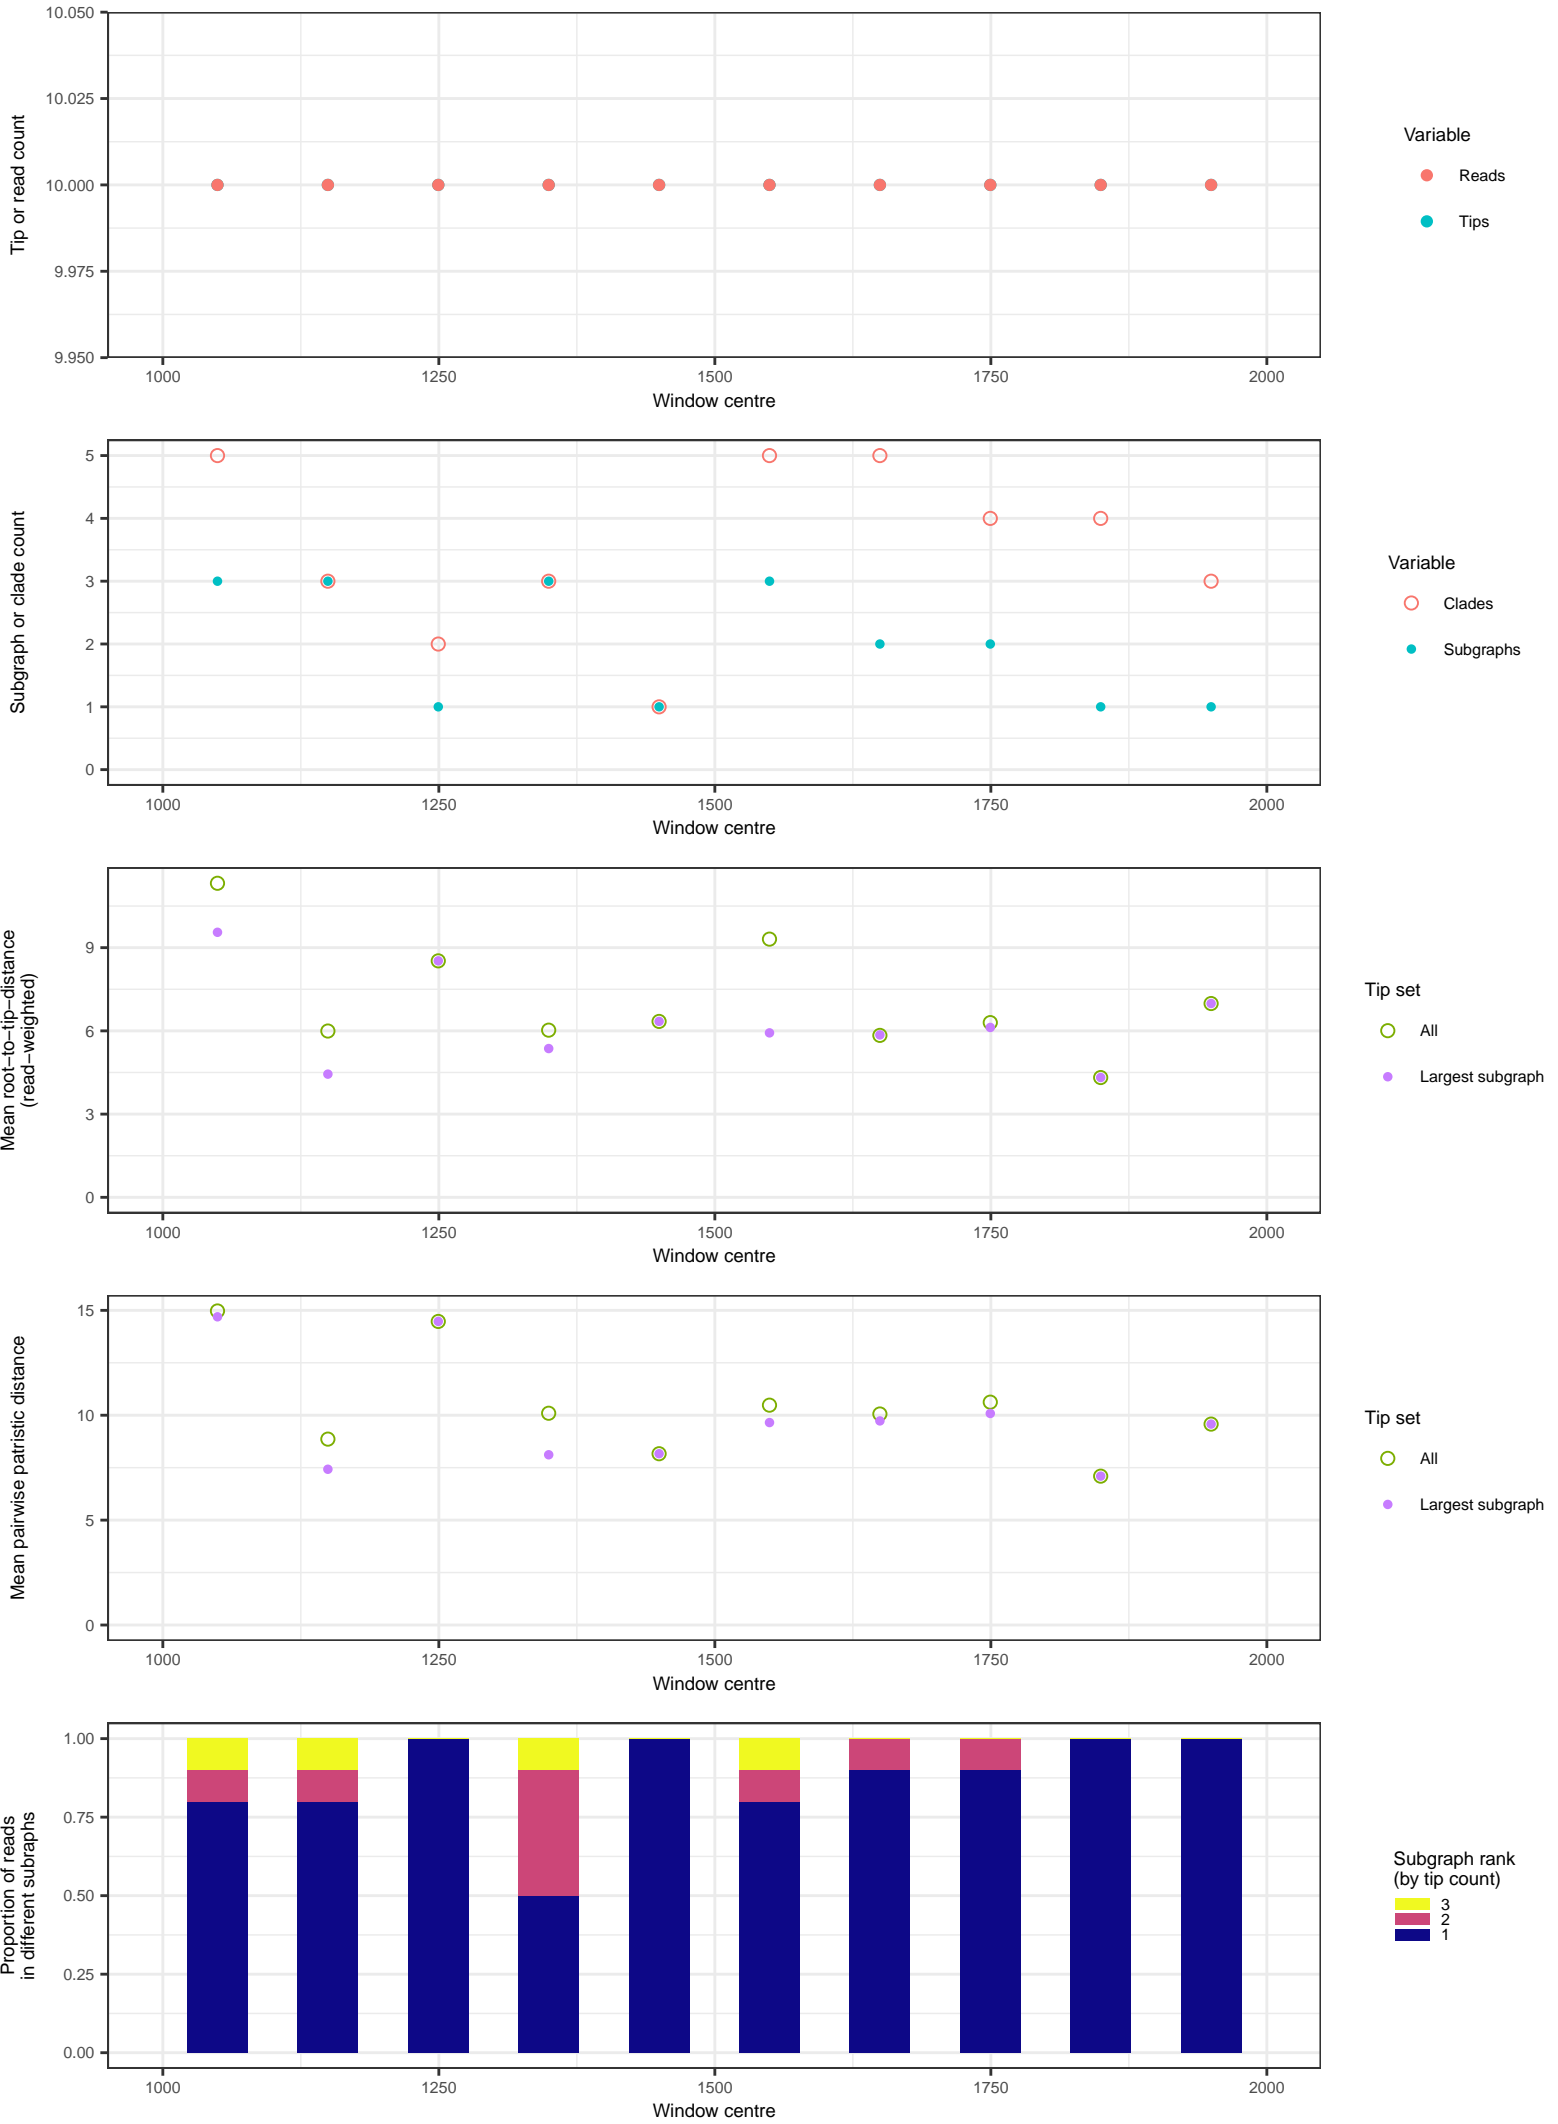 10.050
10.025
10.000
9.975
9.950
Tip or read count
1000 1250 1500 1750 2000
Window centre
Variable
Reads
Tips
5
4
3
2
1
0
Subgraph or clade count
1000 1250 1500 1750 2000
Window centre
Variable
Clades
Subgraphs
9
6
3
0
Mean root−to−tip−distance
(read−weighted)
1000 1250 1500 1750 2000
Window centre
Tip set
All
Largest subgraph
15
10
5
0
Mean pairwise patristic distance
1000 1250 1500 1750 2000
Window centre
Tip set
All
Largest subgraph
1.00
0.75
0.50
0.25
0.00
Proportion of reads
in different subraphs
1000 1250 1500 1750 2000
Window centre
Subgraph rank
(by tip count)
3
2
1